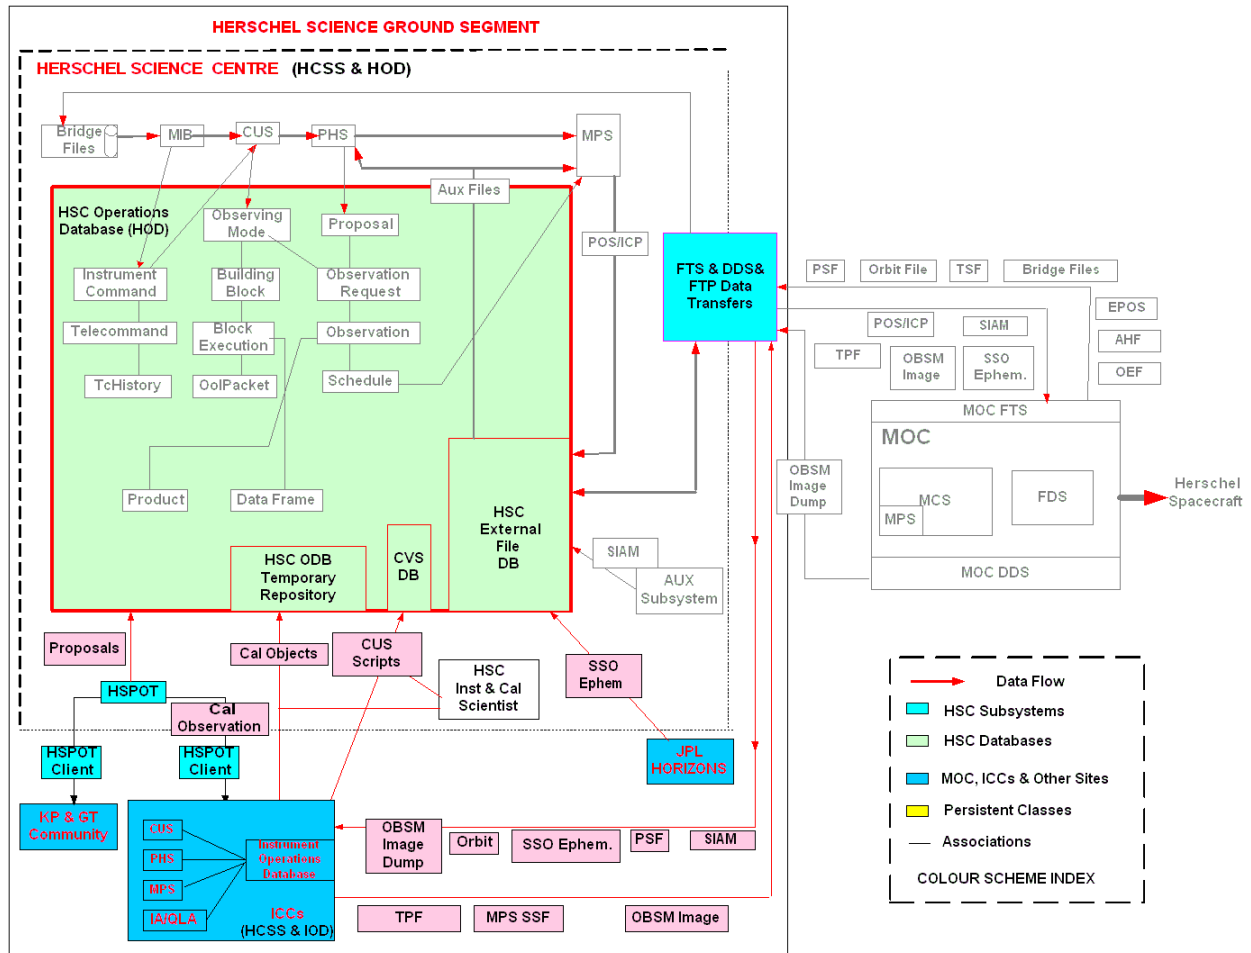 HERSCHEL SCIENCE GROUND SEGMENT
HERSCHEL SCIENCE CENTRE (HCSS & HOD)
Bridge
Files
MIB
CUS
PHS
MPS
Aux Files
HSC Operations
Database (HOD)
Observing
Mode
Proposal
POS/ICP
Instrument
Command
Building
Block
Observation
Request
Telecommand
Block
Execution
Observation
TcHistory
OolPacket
Schedule
Product
Data Frame
HSC
External
File
DB
HSC ODB
Temporary
Repository
CVS
DB
SIAM
AUX
Subsystem
FTS & DDS&
FTP Data
Transfers
PSF
Orbit File
TSF
Bridge Files
EPOS
AHF
OEF
POS/ICP
SIAM
TPF
OBSM
Image
SSO
Ephem.
MOC FTS
MOC
MCS
MPS
FDS
MOC DDS
OBSM
Image
Dump
Herschel
Spacecraft
Proposals
Cal Objects
CUS
Scripts
HSC
Inst & Cal
Scientist
SSO
Ephem
HSPOT
Cal
Observation
HSPOT
Client
HSPOT
Client
JPL
HORIZONS
KP & GT
Community
CUS
PHS
MPS
IA/QLA
Instrument
Operations
Database
ICCs
(HCSS & IOD)
OBSM
Image
Dump
Orbit
SSO Ephem.
PSF
SIAM
TPF
MPS SSF
OBSM Image
Data Flow
HSC Subsystems
HSC Databases
MOC, ICCs & Other Sites
Persistent Classes
Associations
COLOUR SCHEME INDEX